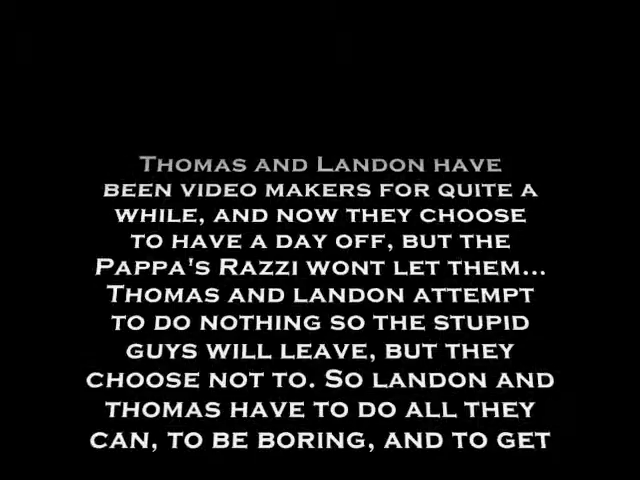 Thomas and Landon have
been video makers for quite a
while, and now they choose
to have a day off, but the
Pappa's Razzi wont let them...
Thomas and landon attempt
to do nothing so the stupid
guys will leave, but they
choose not to. So landon and
thomas have to do all they
can, to be boring, and to get